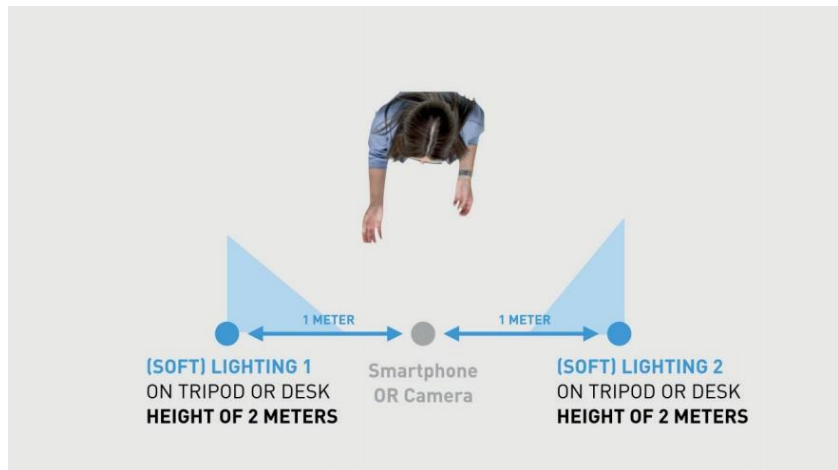 1 METER
1 METER
(SOFT) LIGHTING 1
ON TRIPOD OR DESK
HEIGHT OF 2 METERS
Smartphone
OR Camera
(SOFT) LIGHTING 2
ON TRIPOD OR DESK
HEIGHT OF 2 METERS